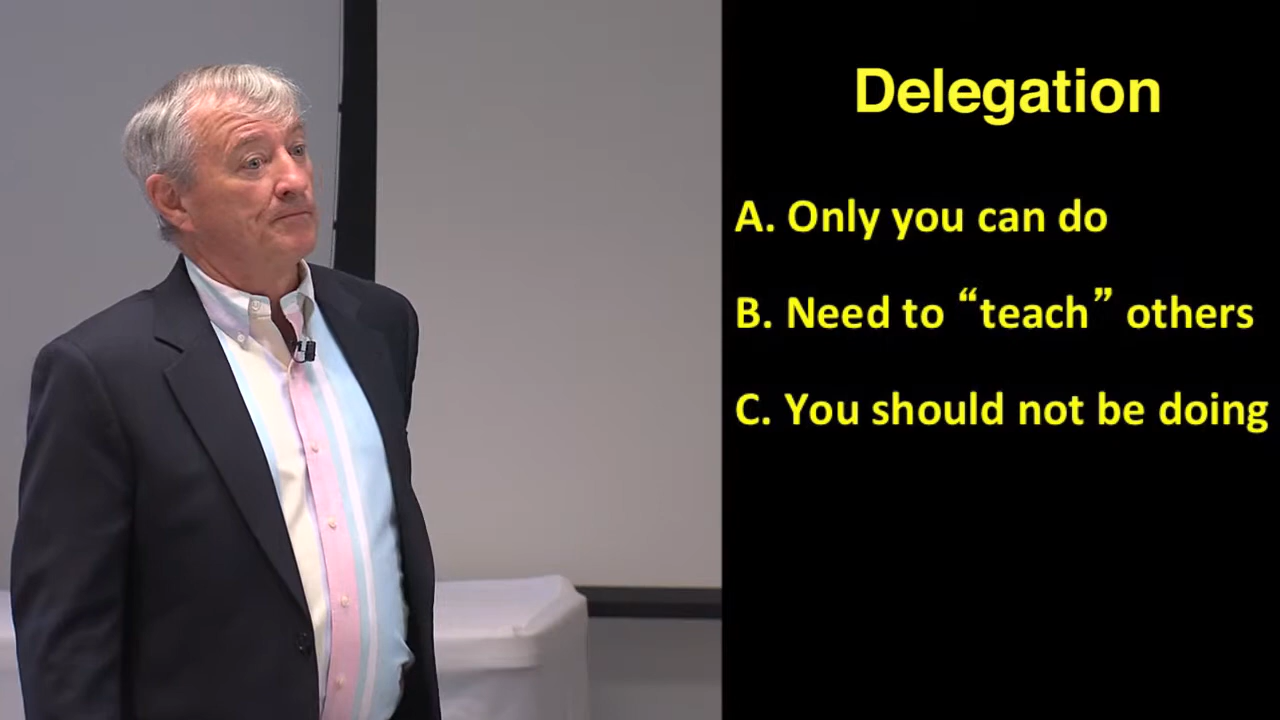 Delegation
A. Only you can do
B. Need to “teach” others
C. You should not be doing